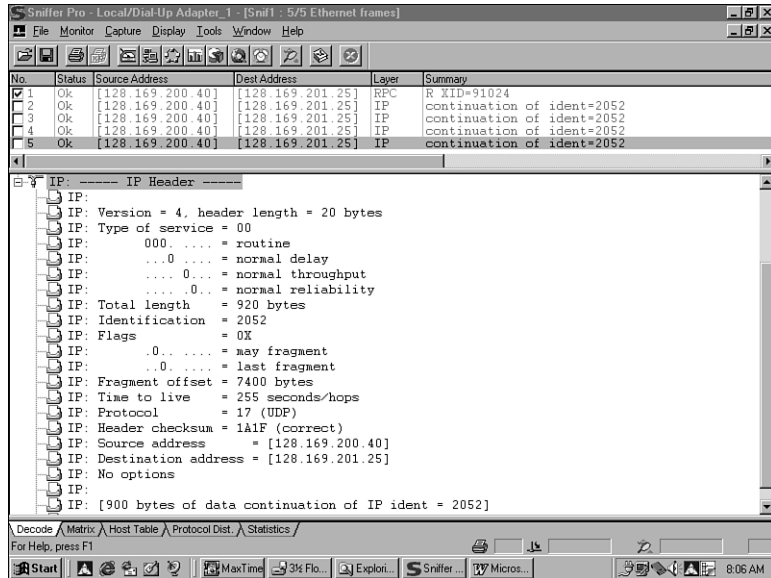 Sniffer Pro - Local/Dial-Up Adapter_1 - [Snif1 : 5/5 Ethernet frames]
File Monitor Capture Display Tools Window Help
No. Status Source Address Dest Address Layer Summary
1 Ok [128.169.200.40] [128.169.201.25] RPC R XID=91024
2 Ok [128.169.200.40] [128.169.201.25] IP continuation of ident=2052
3 Ok [128.169.200.40] [128.169.201.25] IP continuation of ident=2052
4 Ok [128.169.200.40] [128.169.201.25] IP continuation of ident=2052
5 Ok [128.169.200.40] [128.169.201.25] IP continuation of ident=2052
IP: ----- IP Header -----
IP:
IP: Version = 4, header length = 20 bytes
IP: Type of service = 00
IP: 000. .... = routine
IP: ...0 .... = normal delay
IP: .... 0... = normal throughput
IP: .... .0.. = normal reliability
IP: Total length = 920 bytes
IP: Identification = 2052
IP: Flags = 0X
IP: .0.. .... = may fragment
IP: ..0. .... = last fragment
IP: Fragment offset = 7400 bytes
IP: Time to live = 255 seconds/hops
IP: Protocol = 17 (UDP)
IP: Header checksum = 1A1F (correct)
IP: Source address = [128.169.200.40]
IP: Destination address = [128.169.201.25]
IP: No options
IP:
IP: [900 bytes of data continuation of IP ident = 2052]
Decode Matrix Host Table Protocol Dist. Statistics
For Help, press F1
Start MaxTime 3½ Flo... Explori... Sniffer ... Micros... 8:06 AM